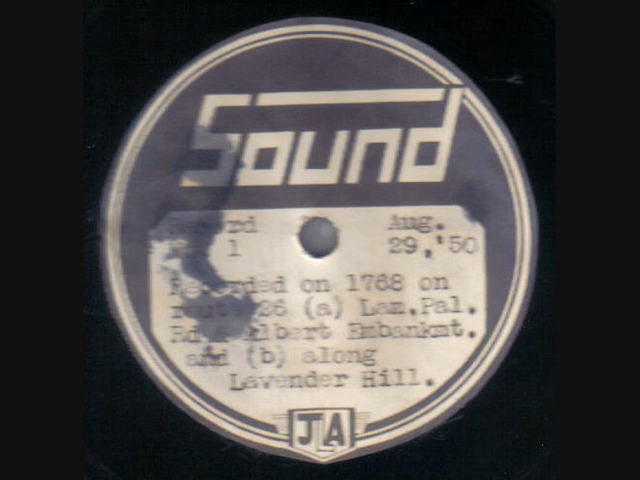 Sound
Aug.
1 29,'50
Recorded on 1768 on
route 26 (a) Lam.Pal.
Rd & Albert Embankmt.
and (b) along
Lavender Hill.
JA